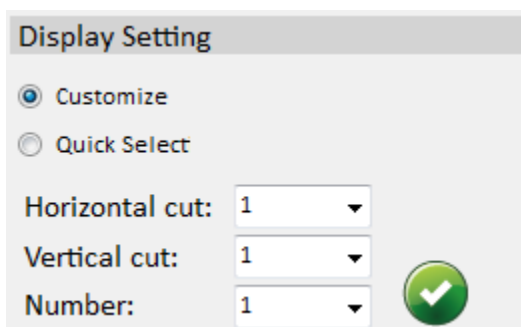 Display Setting
Customize
Quick Select
Horizontal cut: 1
Vertical cut: 1
Number: 1